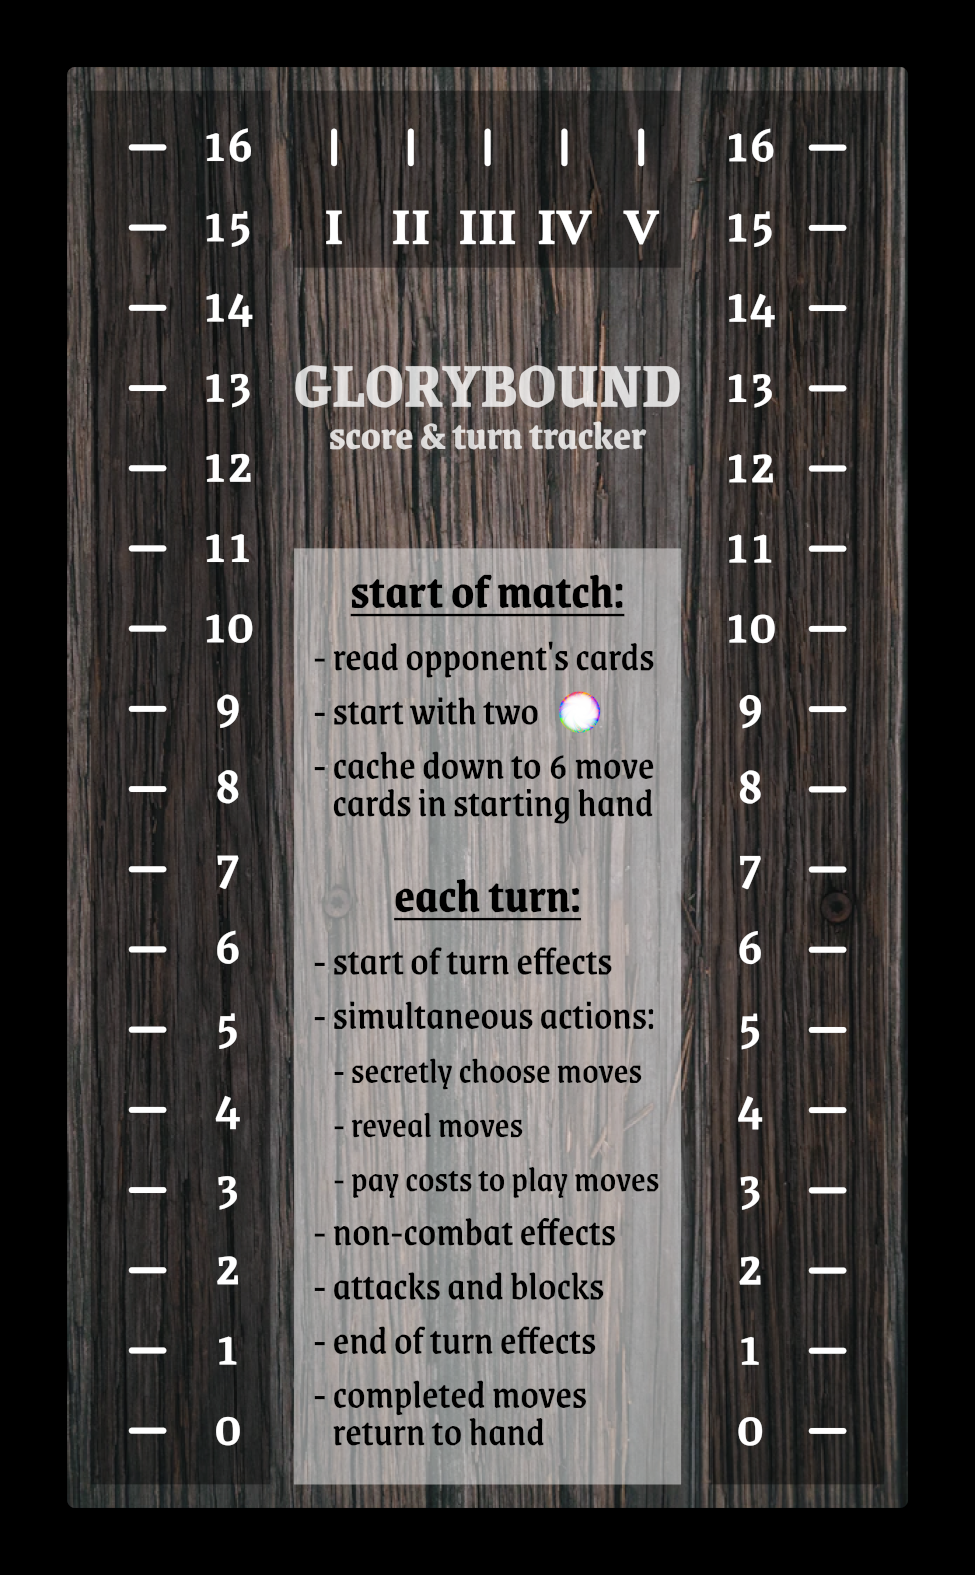 16 16
15 I II III IV V 15
14 14
13 GLORYBOUND 13
score & turn tracker
12 12
11 11
start of match:
10 10
- read opponent's cards
9 - start with two 9
- cache down to 6 move
8 8
cards in starting hand
7 7
each turn:
6 6
- start of turn effects
- simultaneous actions:
5 5
- secretly choose moves
4 4
- reveal moves
- pay costs to play moves
3 3
- non-combat effects
2 2
- attacks and blocks
- end of turn effects
1 1
- completed moves
0 return to hand 0